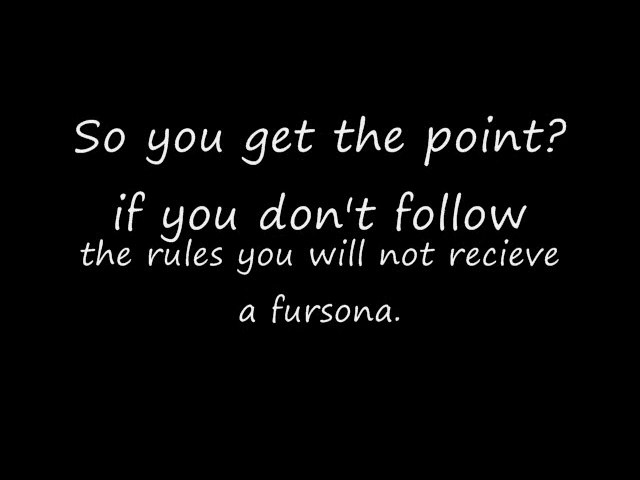 So you get the point?
if you don't follow
the rules you will not recieve
a fursona.